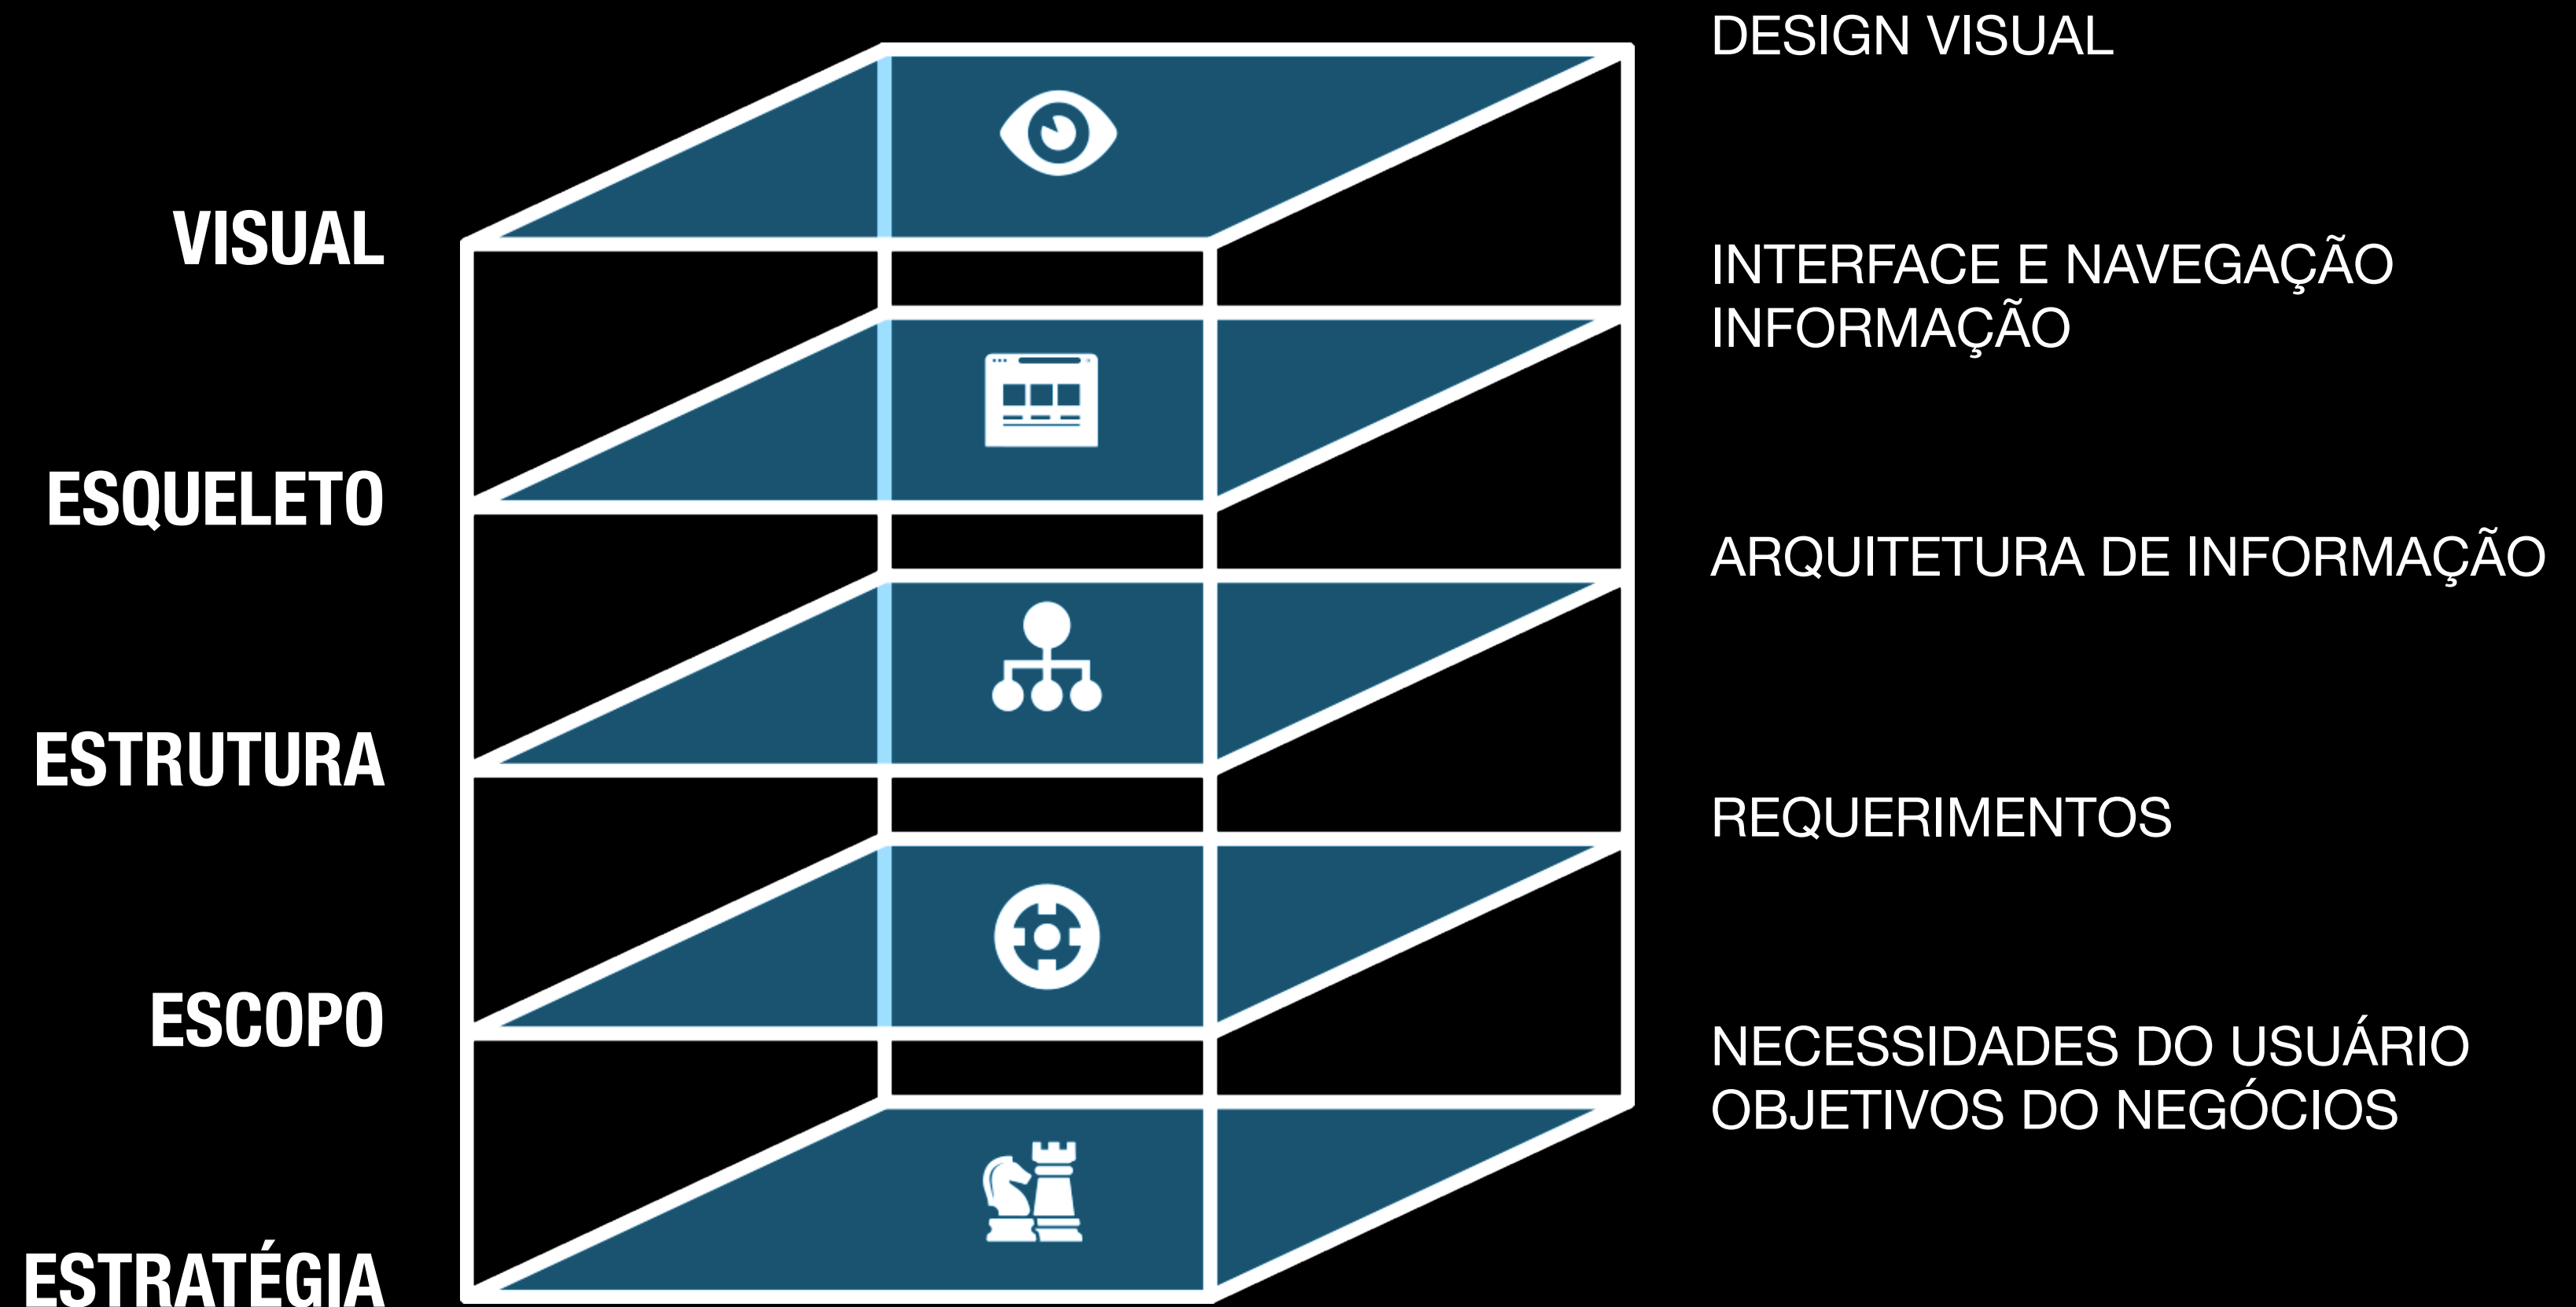 DESIGN VISUAL
VISUAL
INTERFACE E NAVEGAÇÃO
INFORMAÇÃO
ESQUELETO
ARQUITETURA DE INFORMAÇÃO
ESTRUTURA
REQUERIMENTOS
ESCOPO
NECESSIDADES DO USUÁRIO
OBJETIVOS DO NEGÓCIOS
ESTRATÉGIA